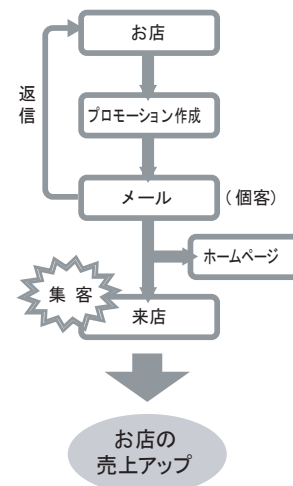 お店
返信
プロモーション作成
メール
（個客）
ホームページ
集 客
来店
お店の
売上アップ